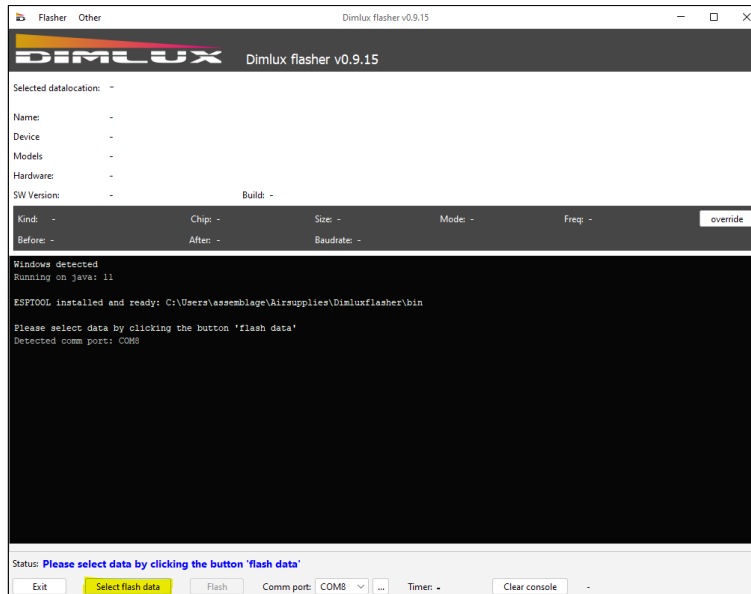 Flasher Other Dimlux flasher v0.9.15
DIMLUX Dimlux flasher v0.9.15
Selected datalocation: -
Name: -
Device -
Models -
Hardware: -
SW Version: - Build: -
Kind: - Chip: - Size: - Mode: - Freq: - override
Before: - After: - Baudrate: -
Windows detected
Running on java: 11
ESPTOOL installed and ready: C:\Users\assemblage\Airsupplies\Dimluxflasher\bin
Please select data by clicking the button 'flash data'
Detected comm port: COM8
Status: Please select data by clicking the button 'flash data'
Exit Select flash data Flash Comm port: COM8 ... Timer: - Clear console -